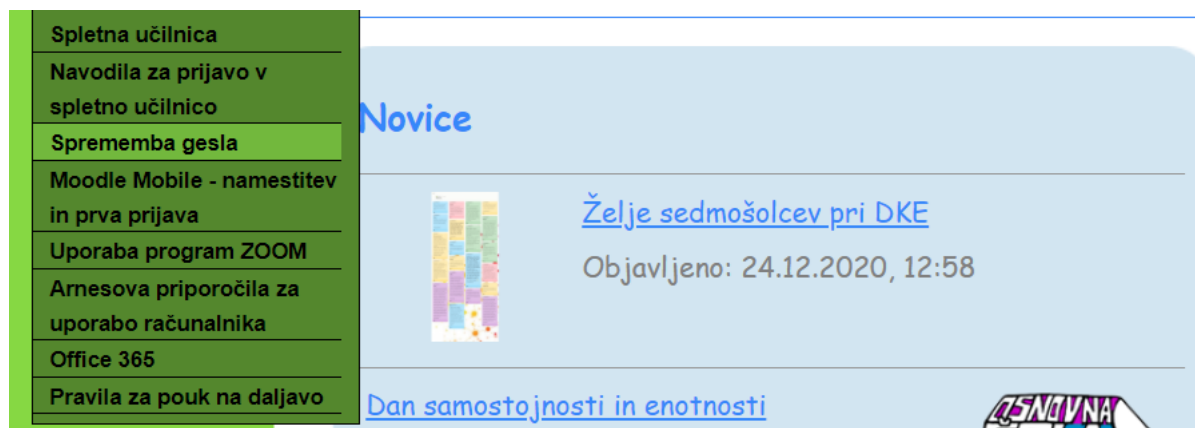 Spletna učilnica
Navodila za prijavo v
spletno učilnico
Sprememba gesla
Moodle Mobile - namestitev
in prva prijava
Uporaba program ZOOM
Arnesova priporočila za
uporabo računalnika
Office 365
Pravila za pouk na daljavo
Novice
Želje sedmošolcev pri DKE
Objavljeno: 24.12.2020, 12:58
Dan samostojnosti in enotnosti
OSNOVNA